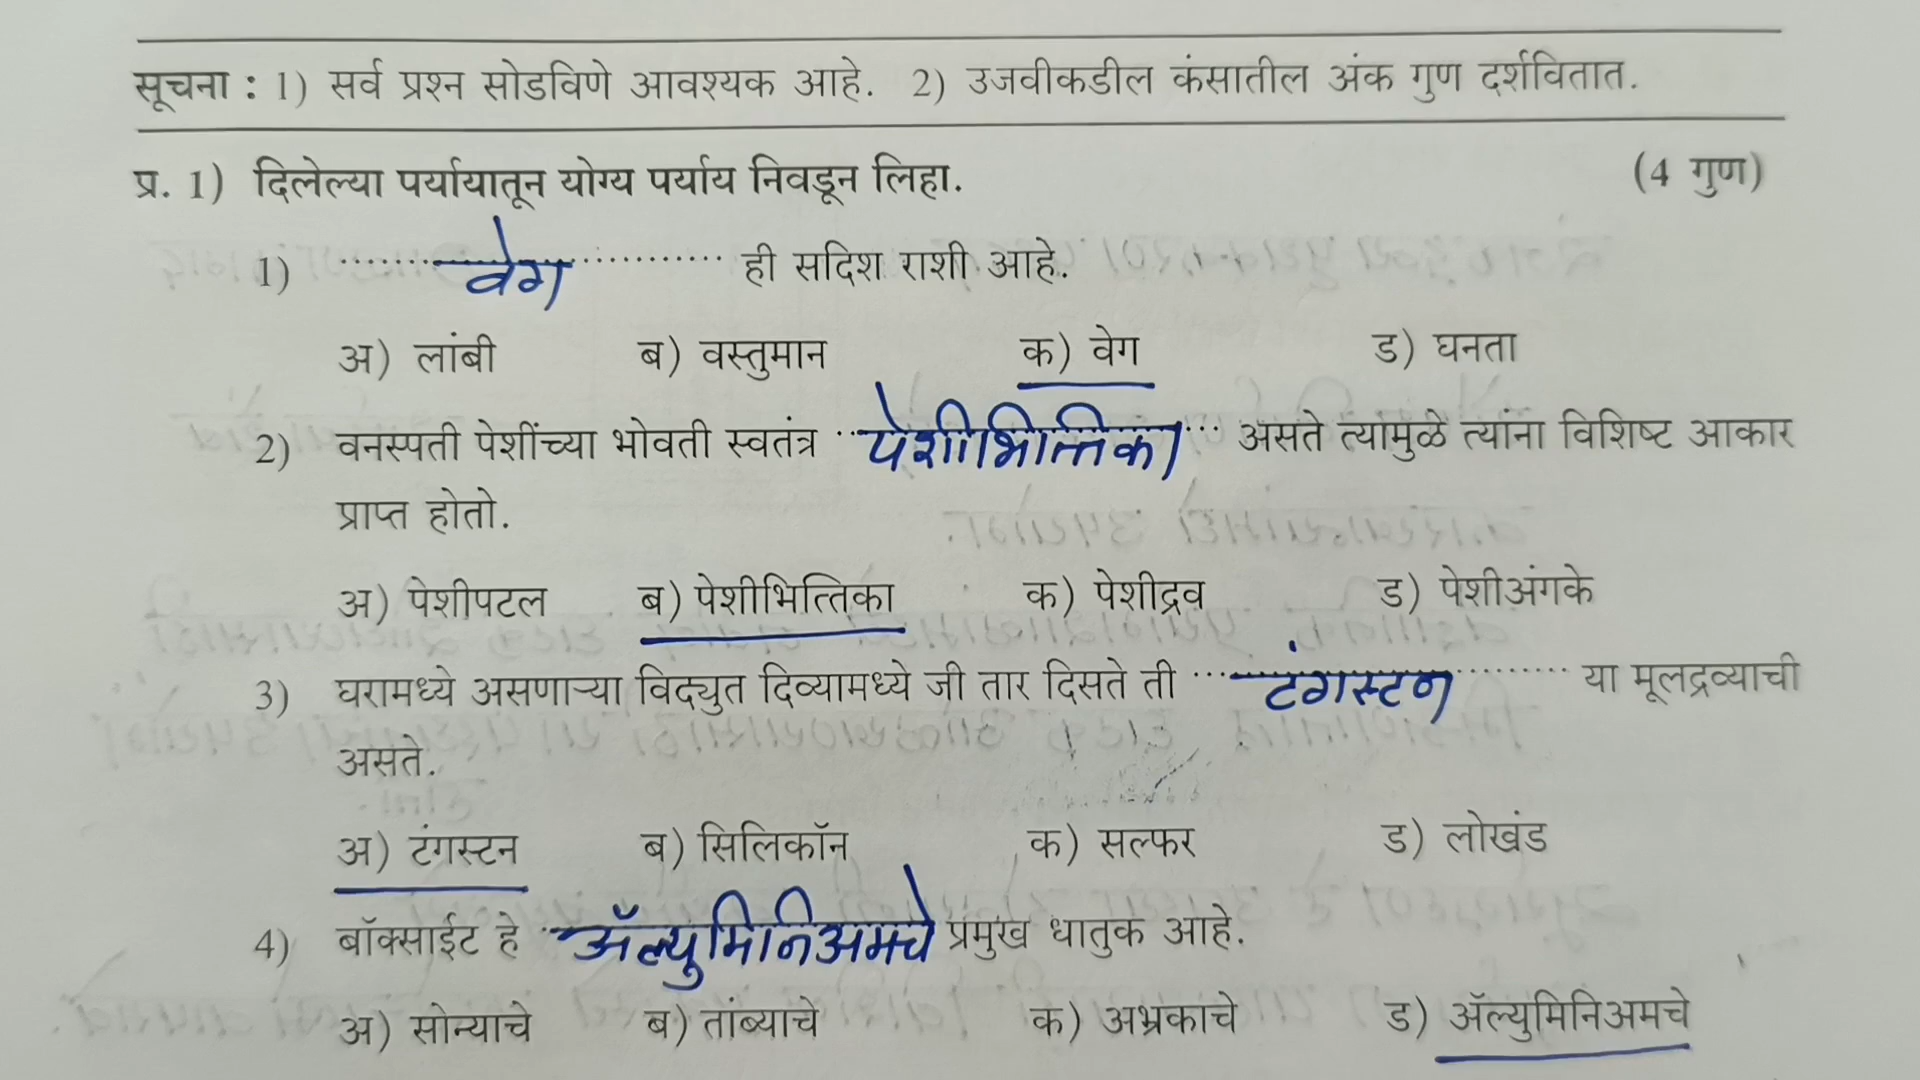 सूचना : 1) सर्व प्रश्न सोडविणे आवश्यक आहे. 2) उजवीकडील कंसातील अंक गुण दर्शवितात.
प्र. 1) दिलेल्या पर्यायातून योग्य पर्याय निवडून लिहा. (4 गुण)
1) ........वेग............ ही सदिश राशी आहे.
अ) लांबी ब) वस्तुमान क) वेग ड) घनता
2) वनस्पती पेशींच्या भोवती स्वतंत्र ..पेशीभित्तिका... असते त्यामुळे त्यांना विशिष्ट आकार
प्राप्त होतो.
अ) पेशीपटल ब) पेशीभित्तिका क) पेशीद्रव ड) पेशीअंगके
3) घरामध्ये असणाऱ्या विद्युत दिव्यामध्ये जी तार दिसते ती ....टंगस्टन......... या मूलद्रव्याची
असते.
अ) टंगस्टन ब) सिलिकॉन क) सल्फर ड) लोखंड
4) बॉक्साईट हे ..ॲल्युमिनिअमचे प्रमुख धातुक आहे.
अ) सोन्याचे ब) तांब्याचे क) अभ्रकाचे ड) ॲल्युमिनिअमचे